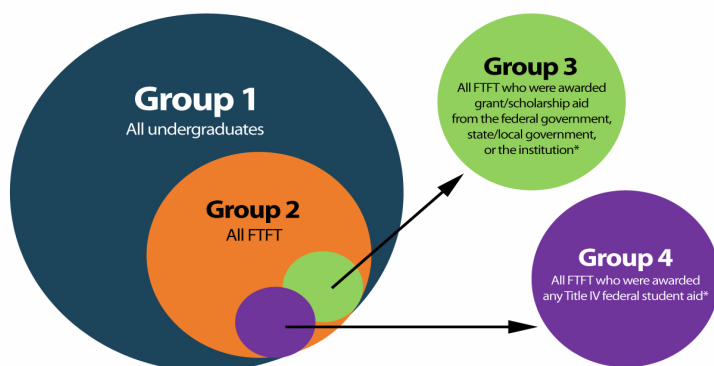 Group 1
All undergraduates
Group 2
All FTFT
Group 3
All FTFT who were awarded
grant/scholarship aid
from the federal government,
state/local government,
or the institution*
Group 4
All FTFT who were awarded
any Title IV federal student aid*